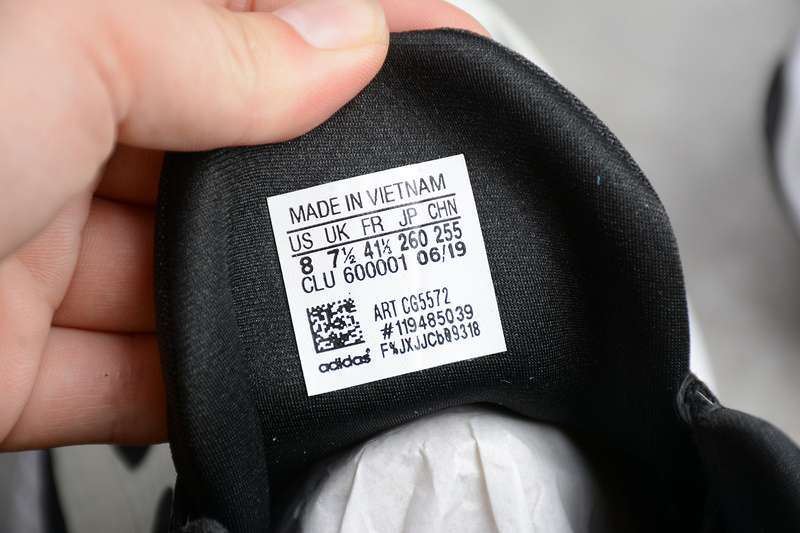 MADE IN VIETNAM
US UK FR JP CHN
8 7½ 41⅓ 260 255
CLU 600001 06/19
ART CG5572
#119485039
F%JXJJCb09318
adidas